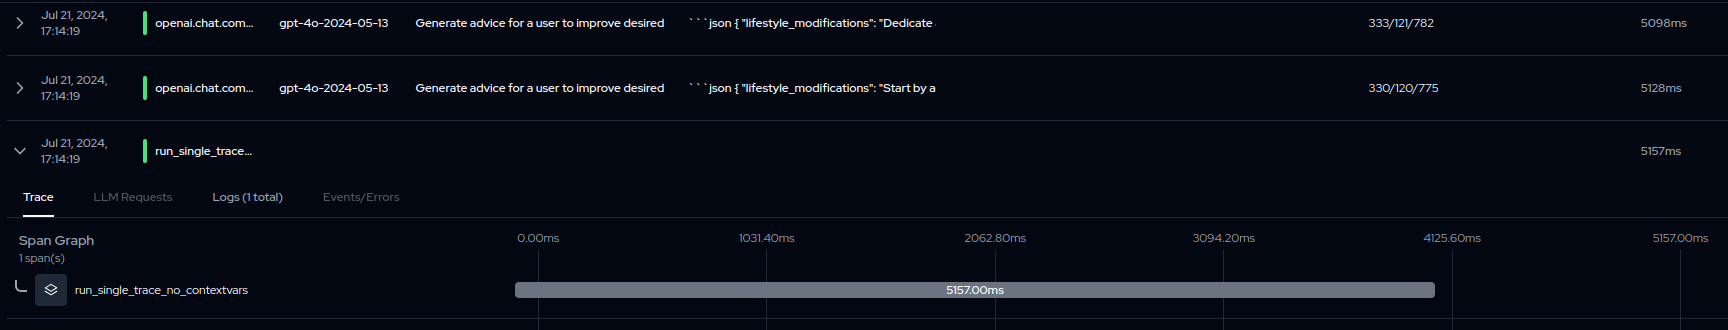 Jul 21, 2024, 17:14:19 openai.chat.com... gpt-4o-2024-05-13 Generate advice for a user to improve desired ```json { "lifestyle_modifications": "Dedicate 333/121/782 5098ms
Jul 21, 2024, 17:14:19 openai.chat.com... gpt-4o-2024-05-13 Generate advice for a user to improve desired ```json { "lifestyle_modifications": "Start by a 330/120/775 5128ms
Jul 21, 2024, 17:14:19 run_single_trace... 5157ms
Trace LLM Requests Logs (1 total) Events/Errors
Span Graph 0.00ms 1031.40ms 2062.80ms 3094.20ms 4125.60ms 5157.00ms
1 span(s)
run_single_trace_no_contextvars 5157.00ms